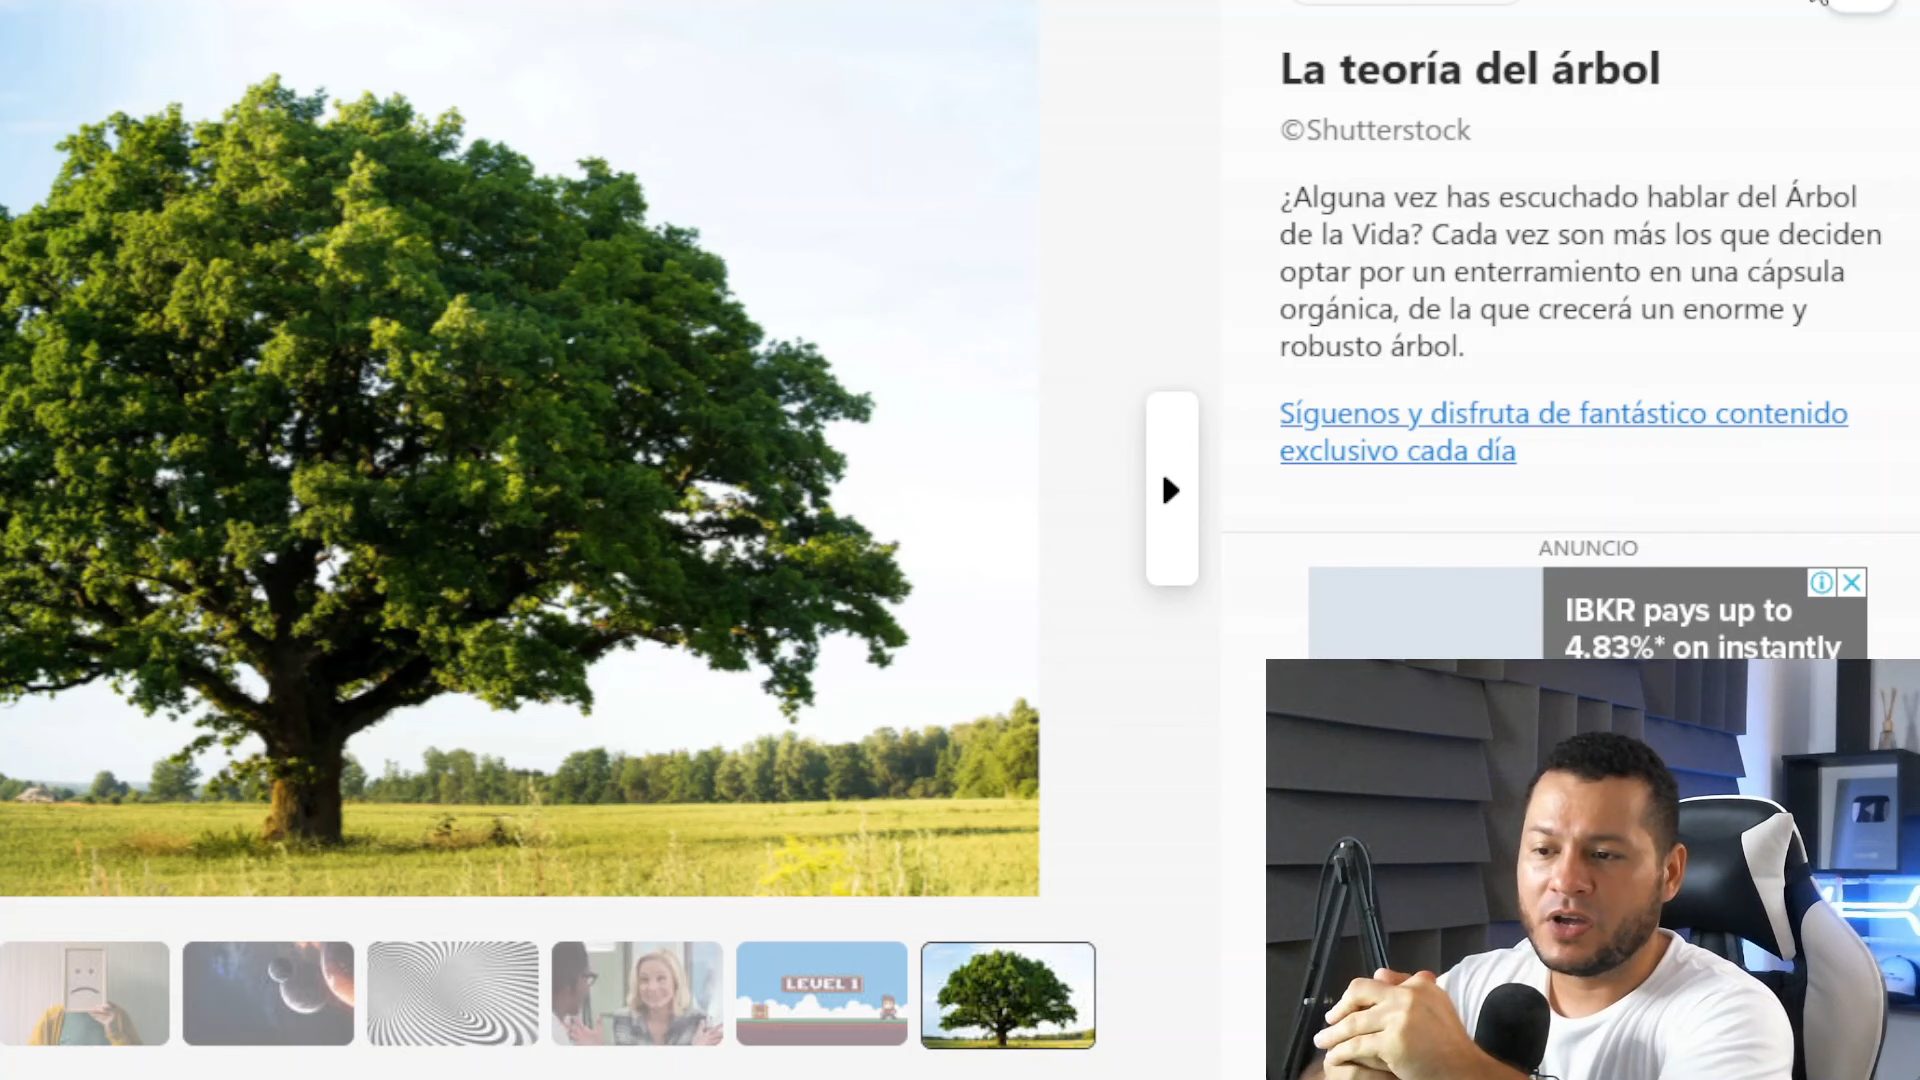 La teoría del árbol
©Shutterstock
¿Alguna vez has escuchado hablar del Árbol
de la Vida? Cada vez son más los que deciden
optar por un enterramiento en una cápsula
orgánica, de la que crecerá un enorme y
robusto árbol.
Síguenos y disfruta de fantástico contenido
exclusivo cada día
ANUNCIO
IBKR pays up to
4.83%* on instantly
LEVEL 1